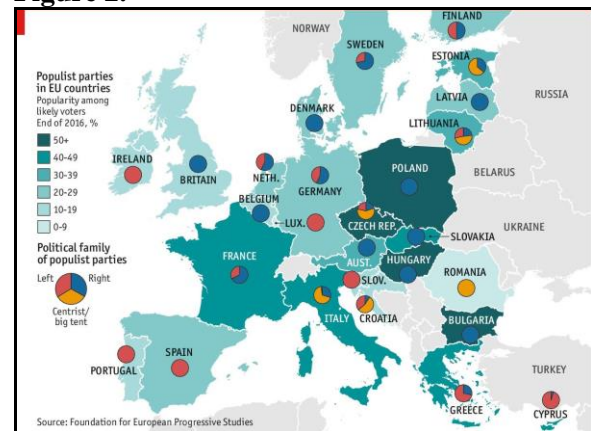 Figure 2.
Populist parties
in EU countries
Popularity among
likely voters
End of 2016, %
50+
40-49
30-39
20-29
10-19
0-9
Political family
of populist parties
Left
Right
Centrist/
big tent
NORWAY
FINLAND
SWEDEN
ESTONIA
RUSSIA
LATVIA
DENMARK
LITHUANIA
IRELAND
BRITAIN
NETH.
BELARUS
POLAND
GERMANY
BELGIUM
LUX.
CZECH REP.
UKRAINE
SLOVAKIA
FRANCE
AUST.
HUNGARY
SLOV.
ROMANIA
CROATIA
ITALY
BULGARIA
SPAIN
PORTUGAL
TURKEY
GREECE
CYPRUS
Source: Foundation for European Progressive Studies